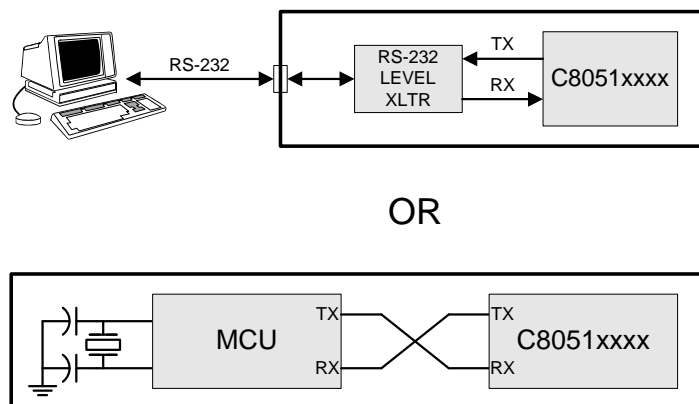 RS-232
RS-232
LEVEL
XLTR
TX
RX
C8051xxxx
OR
MCU
TX
RX
TX
RX
C8051xxxx